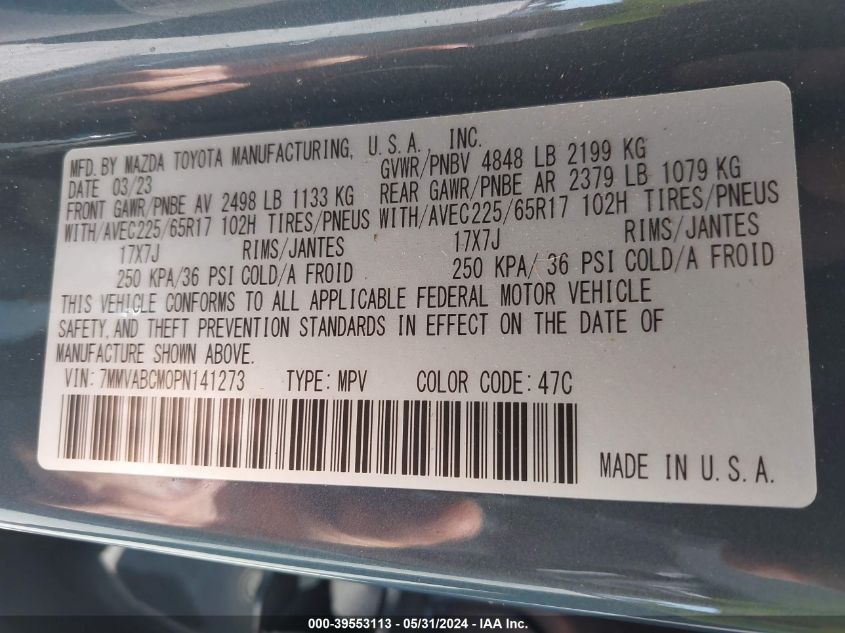 MFD. BY MAZDA TOYOTA MANUFACTURING, U.S.A., INC.
DATE 03/23 GVWR/PNBV 4848 LB 2199 KG
FRONT GAWR/PNBE AV 2498 LB 1133 KG REAR GAWR/PNBE AR 2379 LB 1079 KG
WITH/AVEC225/65R17 102H TIRES/PNEUS WITH/AVEC225/65R17 102H TIRES/PNEUS
17X7J RIMS/JANTES 17X7J RIMS/JANTES
250 KPA/36 PSI COLD/A FROID 250 KPA/ 36 PSI COLD/A FROID
THIS VEHICLE CONFORMS TO ALL APPLICABLE FEDERAL MOTOR VEHICLE
SAFETY, AND THEFT PREVENTION STANDARDS IN EFFECT ON THE DATE OF
MANUFACTURE SHOWN ABOVE.
VIN: 7MMVABCM0PN141273 TYPE: MPV COLOR CODE: 47C
MADE IN U.S.A.
000-39553113 - 05/31/2024 - IAA Inc.